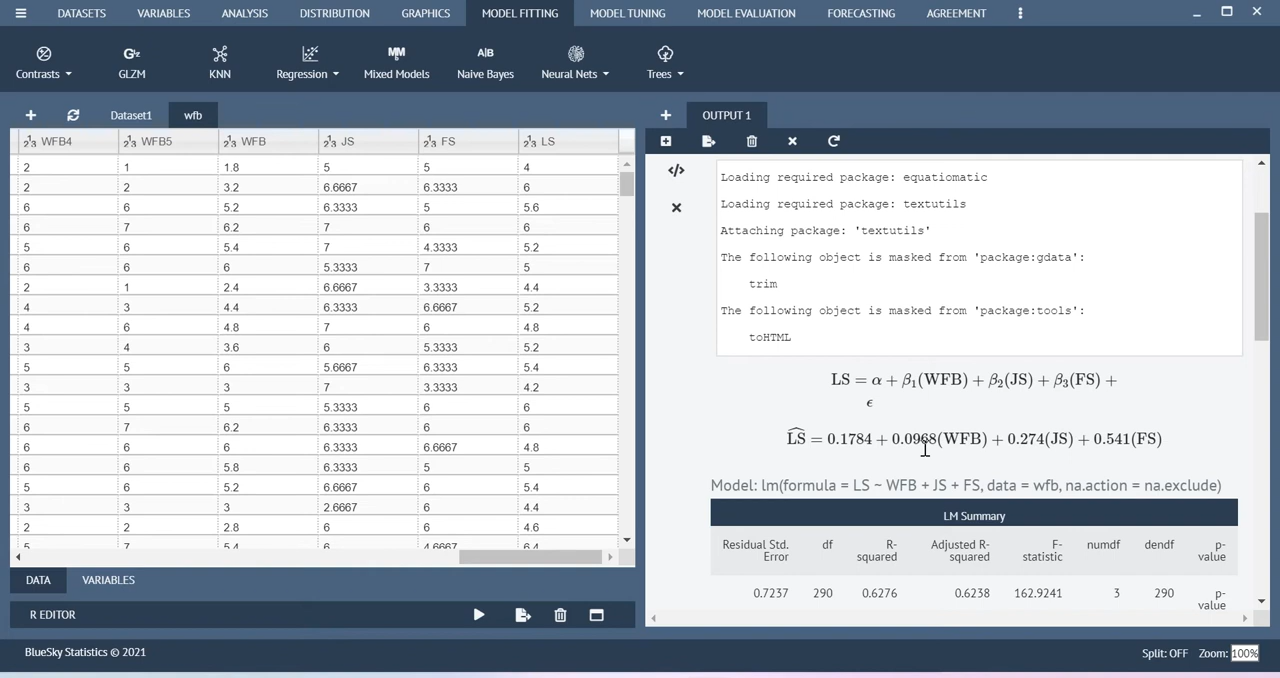 DATASETS VARIABLES ANALYSIS DISTRIBUTION GRAPHICS MODEL FITTING MODEL TUNING MODEL EVALUATION FORECASTING AGREEMENT
Contrasts GLZM KNN Regression Mixed Models Naive Bayes Neural Nets Trees
MM A|B
Dataset1 wfb
WFB4 WFB5 WFB JS FS LS
2 1 1.8 5 5 4
2 2 3.2 6.6667 6.3333 6
6 6 5.2 6.3333 5 5.6
6 7 6.2 7 6 6
5 6 5.4 7 4.3333 5.2
6 6 6 5.3333 7 5
2 1 2.4 6.6667 3.3333 4.4
4 3 4.4 6.3333 6.6667 5.2
4 6 4.8 7 6 4.8
3 4 3.6 6 5.3333 5.2
5 5 6 5.6667 6.3333 5.4
3 3 3 7 3.3333 4.2
5 5 5 5.3333 6 6
6 7 6.2 6.3333 6 6
6 6 6 6.3333 6.6667 4.8
6 6 5.8 6.3333 5 5
5 6 5.2 6.6667 6 5.4
3 3 3 2.6667 6 4.4
2 2 2.8 6 6 4.6
5 7 5.4 6 4.6667 6.4
DATA VARIABLES
R EDITOR
OUTPUT 1
Loading required package: equatiomatic
Loading required package: textutils
Attaching package: 'textutils'
The following object is masked from 'package:gdata':
trim
The following object is masked from 'package:tools':
toHTML
LS = α + β₁(WFB) + β₂(JS) + β₃(FS) +
ϵ
L̂S = 0.1784 + 0.0968(WFB) + 0.274(JS) + 0.541(FS)
Model: lm(formula = LS ~ WFB + JS + FS, data = wfb, na.action = na.exclude)
LM Summary
Residual Std. Error df R-squared Adjusted R-squared F-statistic numdf dendf p-value
0.7237 290 0.6276 0.6238 162.9241 3 290 p-value
BlueSky Statistics © 2021
Split: OFF Zoom: 100%